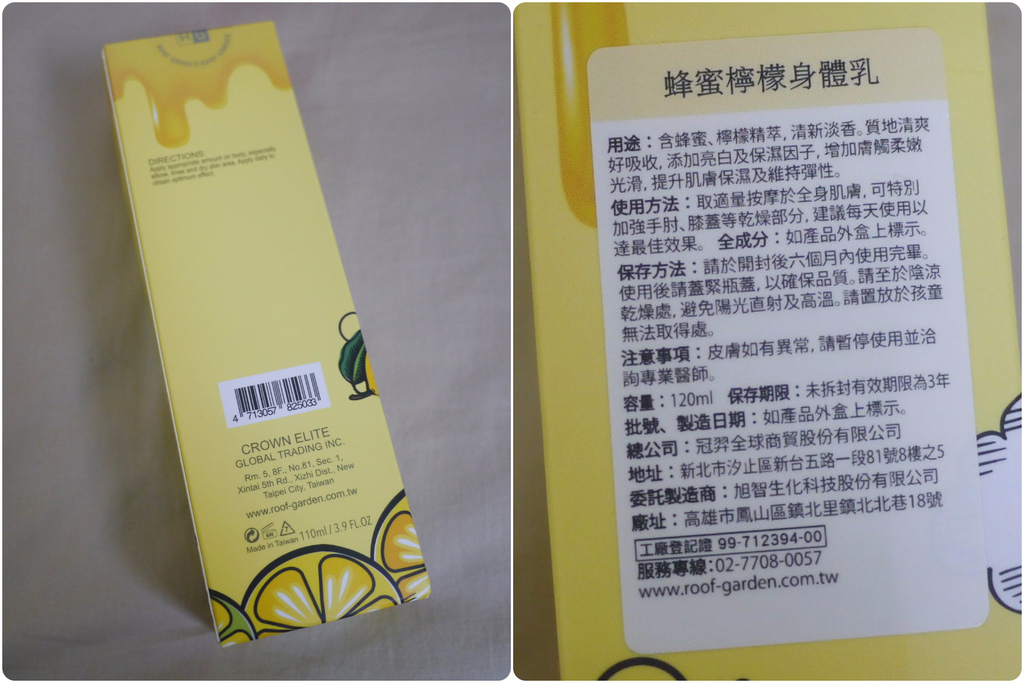 DIRECTIONS:
Apply appropriate amount on body, especially
elbow, knee and dry skin area. Apply daily to
obtain optimum effect.
4 713057 825033
CROWN ELITE
GLOBAL TRADING INC.
Rm. 5, 8F., No.81, Sec. 1,
Xintai 5th Rd., Xizhi Dist., New
Taipei City, Taiwan
www.roof-garden.com.tw
Made in Taiwan 110ml / 3.9 FL.OZ
蜂蜜檸檬身體乳
用途：含蜂蜜、檸檬精萃, 清新淡香。質地清爽
好吸收, 添加亮白及保濕因子, 增加膚觸柔嫩
光滑, 提升肌膚保濕及維持彈性。
使用方法：取適量按摩於全身肌膚, 可特別
加強手肘、膝蓋等乾燥部分, 建議每天使用以
達最佳效果。 全成分：如產品外盒上標示。
保存方法：請於開封後六個月內使用完畢。
使用後請蓋緊瓶蓋, 以確保品質。請至於陰涼
乾燥處, 避免陽光直射及高溫。請置放於孩童
無法取得處。
注意事項：皮膚如有異常, 請暫停使用並洽
詢專業醫師。
容量：120ml 保存期限：未拆封有效期限為3年
批號、製造日期：如產品外盒上標示。
總公司：冠羿全球商貿股份有限公司
地址：新北市汐止區新台五路一段81號8樓之5
委託製造商：旭智生化科技股份有限公司
廠址：高雄市鳳山區鎮北里鎮北北巷18號
工廠登記證 99-712394-00
服務專線：02-7708-0057
www.roof-garden.com.tw